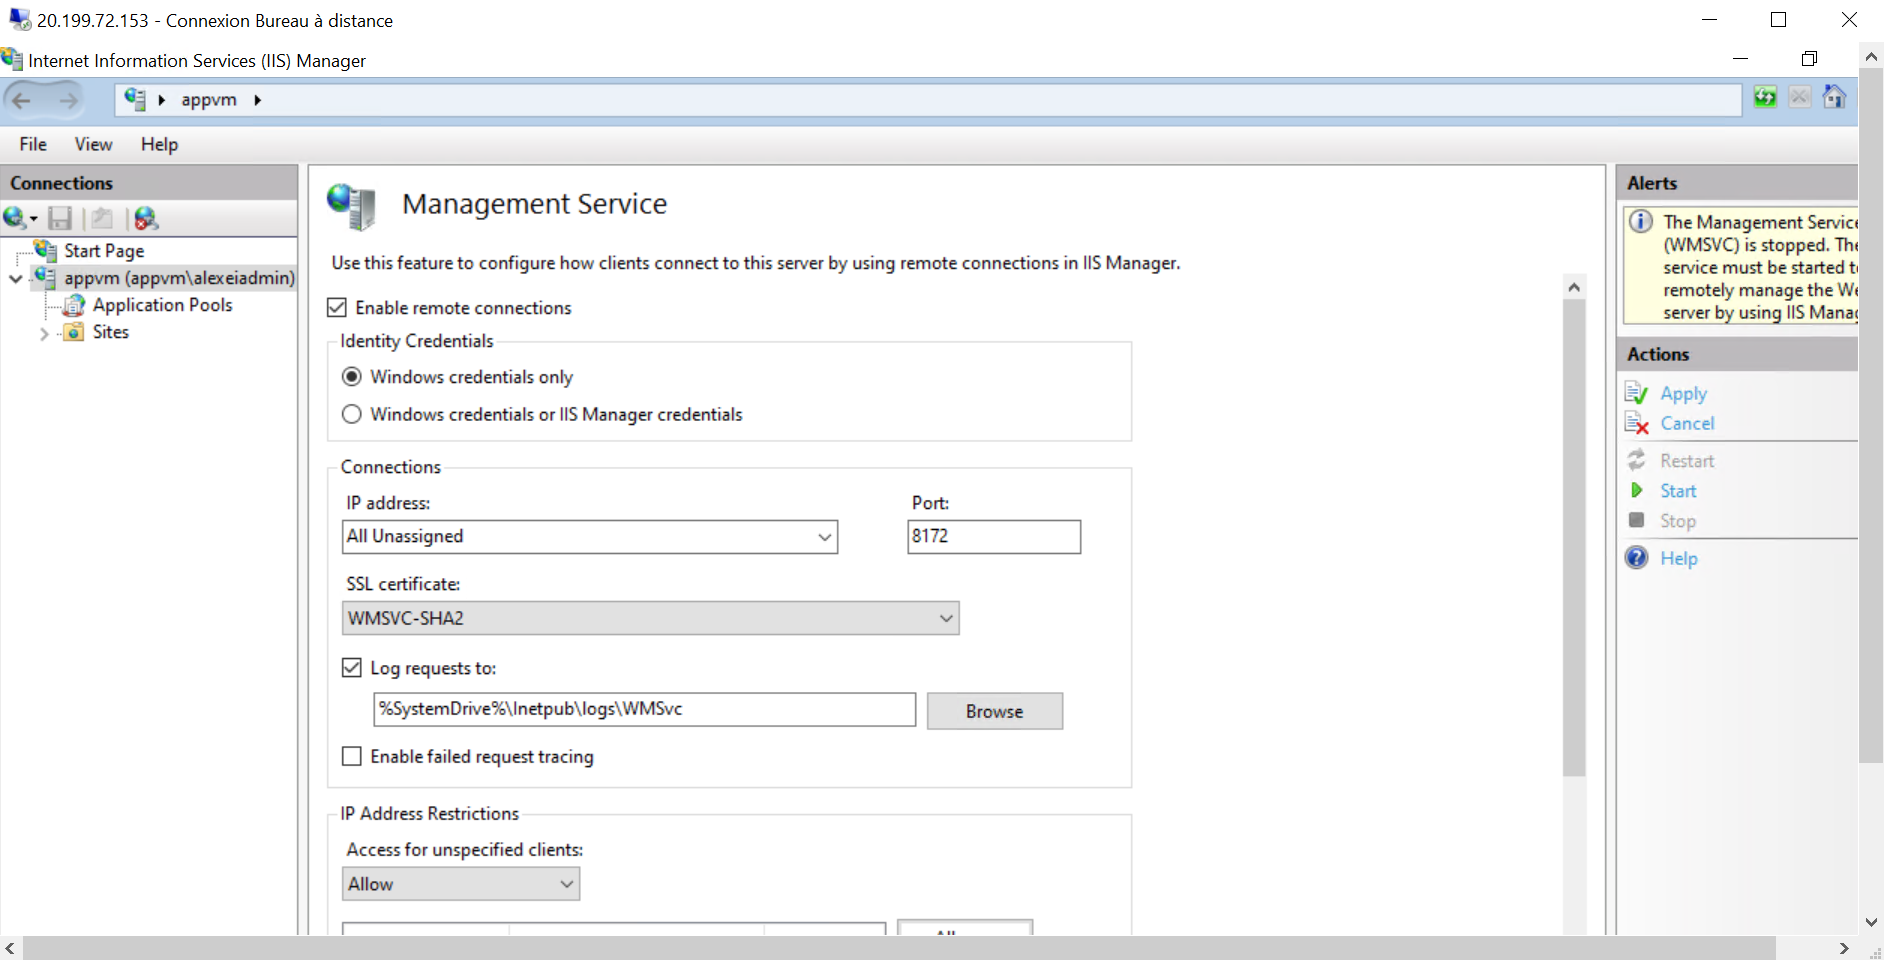 20.199.72.153 - Connexion Bureau à distance
Internet Information Services (IIS) Manager
appvm
File View Help
Connections
Start Page
appvm (appvm\alexeiadmin)
Application Pools
Sites
Management Service
Use this feature to configure how clients connect to this server by using remote connections in IIS Manager.
Enable remote connections
Identity Credentials
Windows credentials only
Windows credentials or IIS Manager credentials
Connections
IP address:
Port:
All Unassigned
8172
SSL certificate:
WMSVC-SHA2
Log requests to:
%SystemDrive%\Inetpub\logs\WMSvc
Browse
Enable failed request tracing
IP Address Restrictions
Access for unspecified clients:
Allow
Alerts
The Management Service
(WMSVC) is stopped. The
service must be started
remotely manage the
server by using IIS
Actions
Apply
Cancel
Restart
Start
Stop
Help